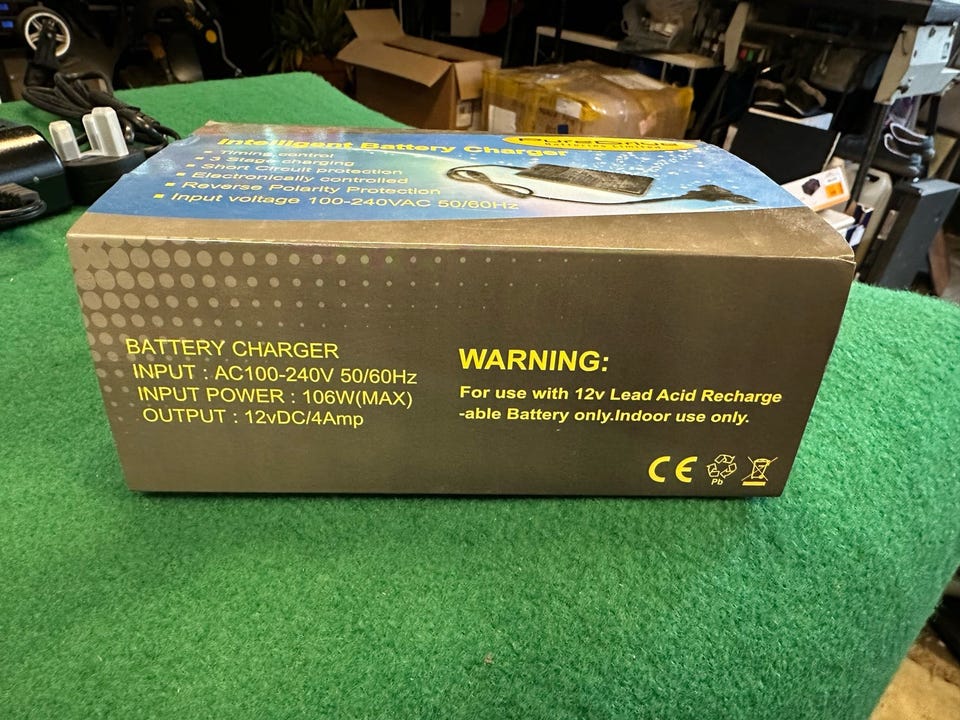 Intelligent Battery Charger
control
3 Stage charging
Short Circuit protection
Electronically controlled
Reverse Polarity Protection
Input voltage 100-240VAC 50/60Hz
BATTERY CHARGER
INPUT : AC100-240V 50/60Hz
INPUT POWER : 106W(MAX)
OUTPUT : 12vDC/4Amp
WARNING:
For use with 12v Lead Acid Recharge
-able Battery only.Indoor use only.
CE
Pb